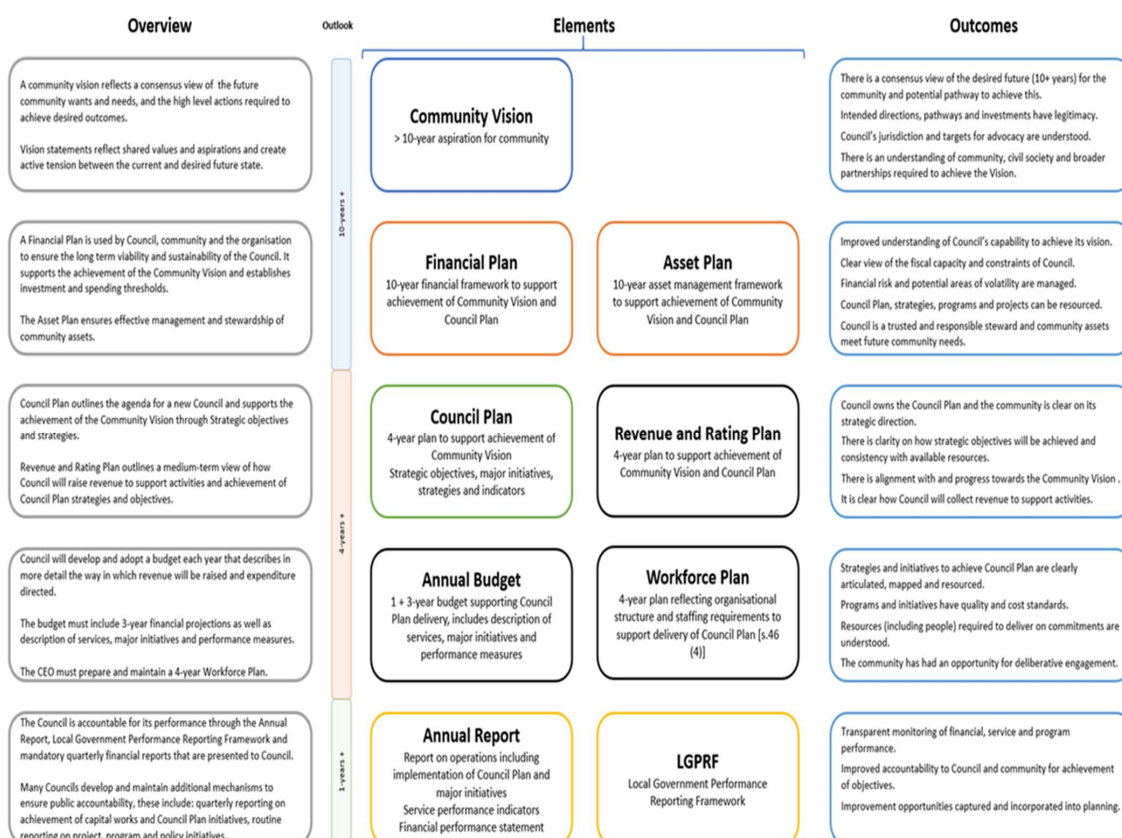 Overview
Outlook
Elements
Outcomes
A community vision reflects a consensus view of the future
community wants and needs, and the high level actions required to
achieve desired outcomes.
Vision statements reflect shared values and aspirations and create
active tension between the current and desired future state.
10-years +
Community Vision
> 10-year aspiration for community
There is a consensus view of the desired future (10+ years) for the
community and potential pathway to achieve this.
Intended directions, pathways and investments have legitimacy.
Council's jurisdiction and targets for advocacy are understood.
There is an understanding of community, civil society and broader
partnerships required to achieve the Vision.
A Financial Plan is used by Council, community and the organisation
to ensure the long term viability and sustainability of the Council. It
supports the achievement of the Community Vision and establishes
investment and spending thresholds.
The Asset Plan ensures effective management and stewardship of
community assets.
Financial Plan
10-year financial framework to support
achievement of Community Vision and
Council Plan
Asset Plan
10-year asset management framework
to support achievement of Community
Vision and Council Plan
Improved understanding of Council's capability to achieve its vision.
Clear view of the fiscal capacity and constraints of Council.
Financial risk and potential areas of volatility are managed.
Council Plan, strategies, programs and projects can be resourced.
Council is a trusted and responsible steward and community assets
meet future community needs.
Council Plan outlines the agenda for a new Council and supports the
achievement of the Community Vision through Strategic objectives
and strategies.
Revenue and Rating Plan outlines a medium-term view of how
Council will raise revenue to support activities and achievement of
Council Plan strategies and objectives.
4-years +
Council Plan
4-year plan to support achievement of
Community Vision
Strategic objectives, major initiatives,
strategies and indicators
Revenue and Rating Plan
4-year plan to support achievement of
Community Vision and Council Plan
Council owns the Council Plan and the community is clear on its
strategic direction.
There is clarity on how strategic objectives will be achieved and
consistency with available resources.
There is alignment with and progress towards the Community Vision .
It is clear how Council will collect revenue to support activities.
Council will develop and adopt a budget each year that describes in
more detail the way in which revenue will be raised and expenditure
directed.
The budget must include 3-year financial projections as well as
description of services, major initiatives and performance measures.
The CEO must prepare and maintain a 4-year Workforce Plan.
Annual Budget
1 + 3-year budget supporting Council
Plan delivery, includes description of
services, major initiatives and
performance measures
Workforce Plan
4-year plan reflecting organisational
structure and staffing requirements to
support delivery of Council Plan [s.46
(4)]
Strategies and initiatives to achieve Council Plan are clearly
articulated, mapped and resourced.
Programs and initiatives have quality and cost standards.
Resources (including people) required to deliver on commitments are
understood.
The community has had an opportunity for deliberative engagement.
The Council is accountable for its performance through the Annual
Report, Local Government Performance Reporting Framework and
mandatory quarterly financial reports that are presented to Council.
Many Councils develop and maintain additional mechanisms to
ensure public accountability, these include: quarterly reporting on
achievement of capital works and Council Plan initiatives, routine
reporting on project, program and policy initiatives.
1-years +
Annual Report
Report on operations including
implementation of Council Plan and
major initiatives
Service performance indicators
Financial performance statement
LGPRF
Local Government Performance
Reporting Framework
Transparent monitoring of financial, service and program
performance.
Improved accountability to Council and community for achievement
of objectives.
Improvement opportunities captured and incorporated into planning.